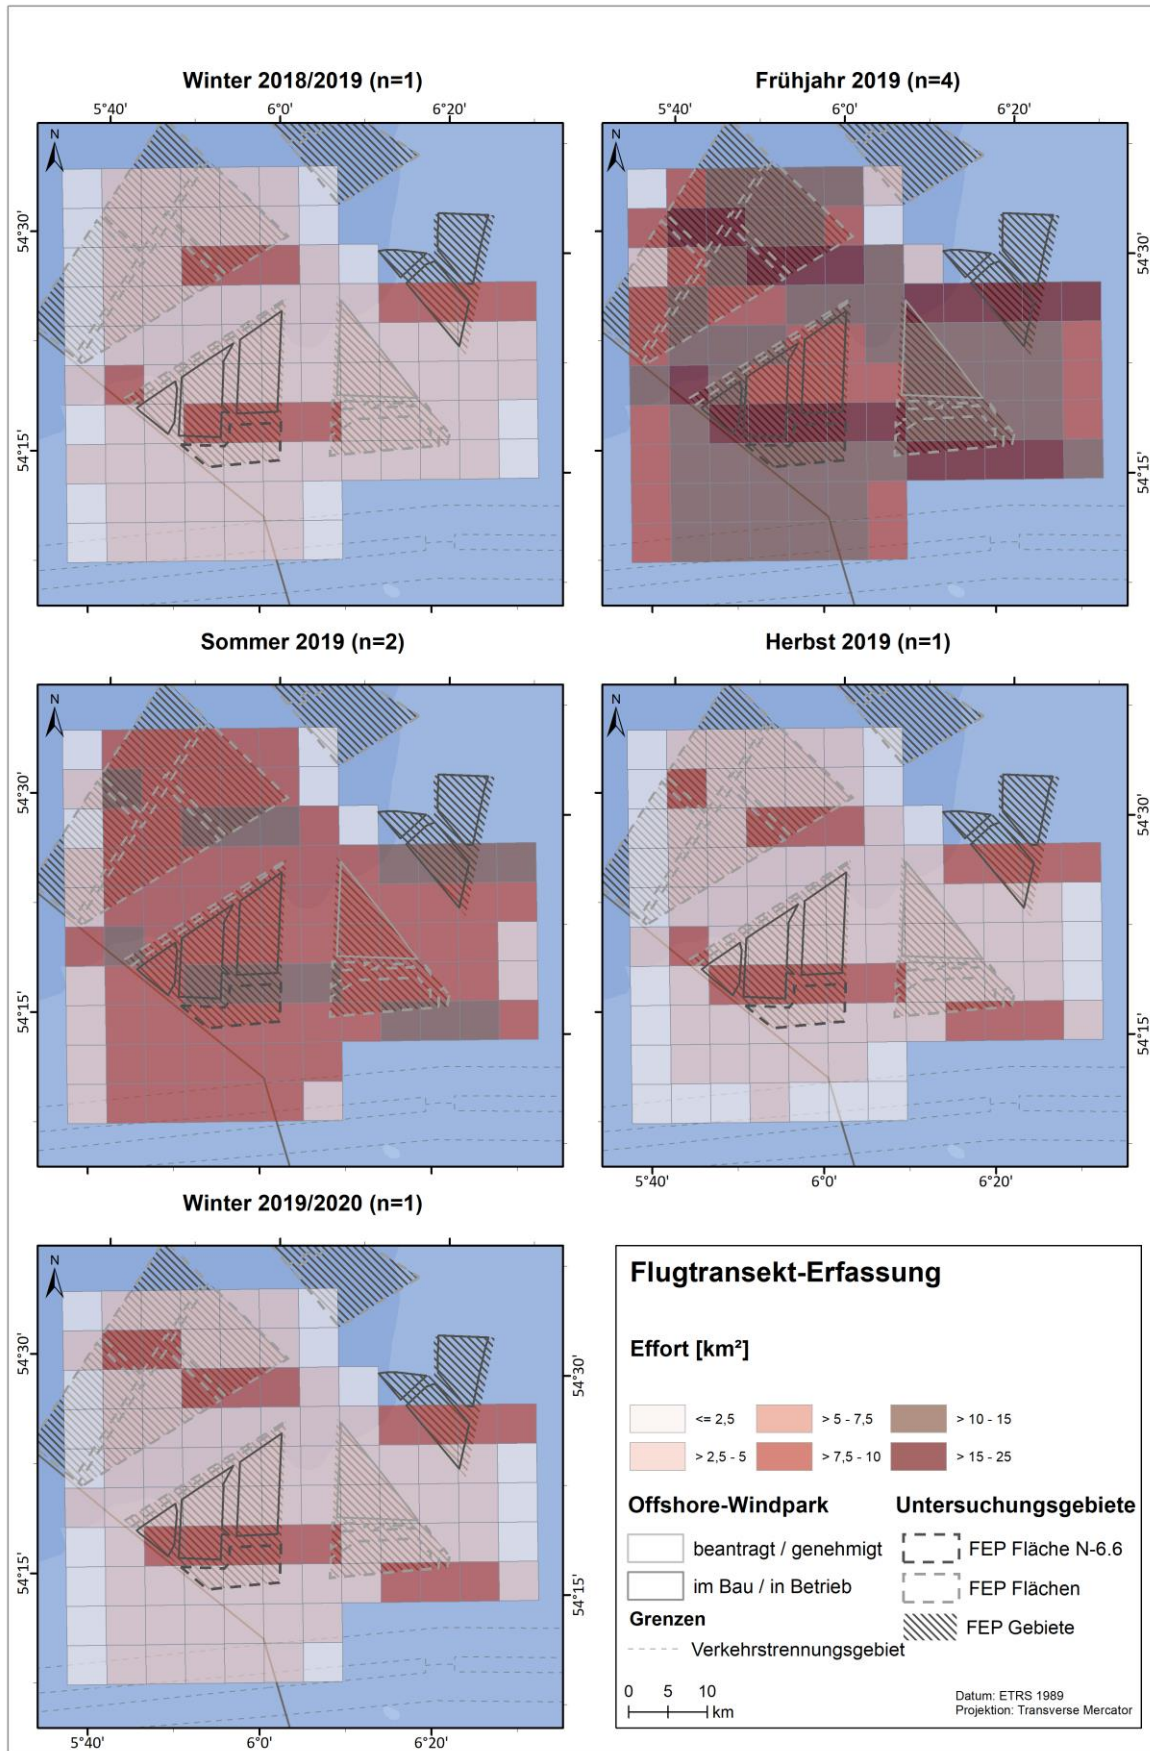 Winter 2018/2019 (n=1)
Frühjahr 2019 (n=4)
5°40' 6°0' 6°20'
5°40' 6°0' 6°20'
N
N
54°30'
54°30'
54°15'
54°15'
Sommer 2019 (n=2)
Herbst 2019 (n=1)
N
N
54°30'
54°30'
54°15'
54°15'
5°40' 6°0' 6°20'
Winter 2019/2020 (n=1)
N
54°30'
54°30'
54°15'
54°15'
5°40' 6°0' 6°20'
Flugtransekt-Erfassung
Effort [km²]
<= 2,5 > 5 - 7,5 > 10 - 15
> 2,5 - 5 > 7,5 - 10 > 15 - 25
Offshore-Windpark
beantragt / genehmigt
im Bau / in Betrieb
Grenzen
Verkehrstrennungsgebiet
Untersuchungsgebiete
FEP Fläche N-6.6
FEP Flächen
FEP Gebiete
0 5 10
km
Datum: ETRS 1989
Projektion: Transverse Mercator